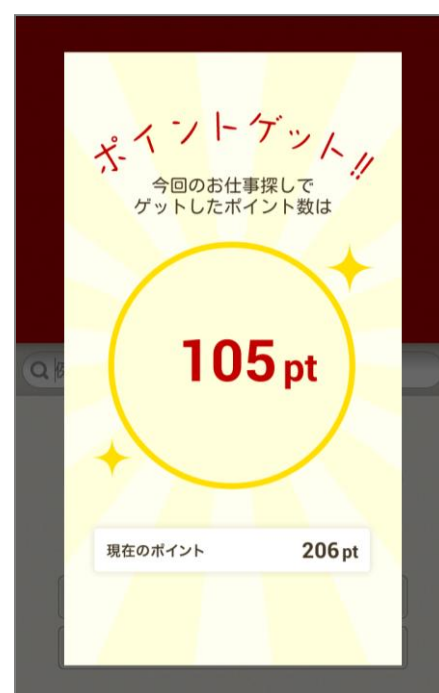 ポイントゲット!!
今回のお仕事探しで
ゲットしたポイント数は
105pt
現在のポイント 206pt